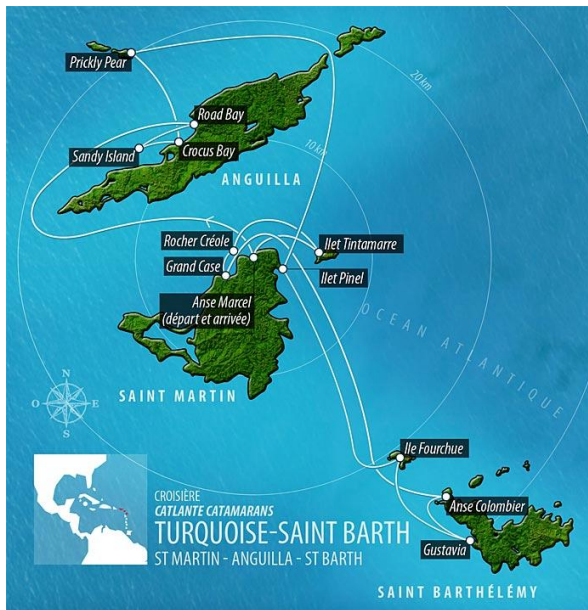 Prickly Pear
20 km
Road Bay
Sandy Island
Crocus Bay
10 km
ANGUILLA
Rocher Créole
Ilet Tintamarre
Grand Case
Ilet Pinel
Anse Marcel
(départ et arrivée)
OCEAN ATLANTIQUE
SAINT MARTIN
N
O
E
S
Ile Fourchue
Anse Colombier
Gustavia
CROISIÈRE
CATLANTE CATAMARANS
TURQUOISE-SAINT BARTH
ST MARTIN - ANGUILLA - ST BARTH
SAINT BARTHÉLÉMY